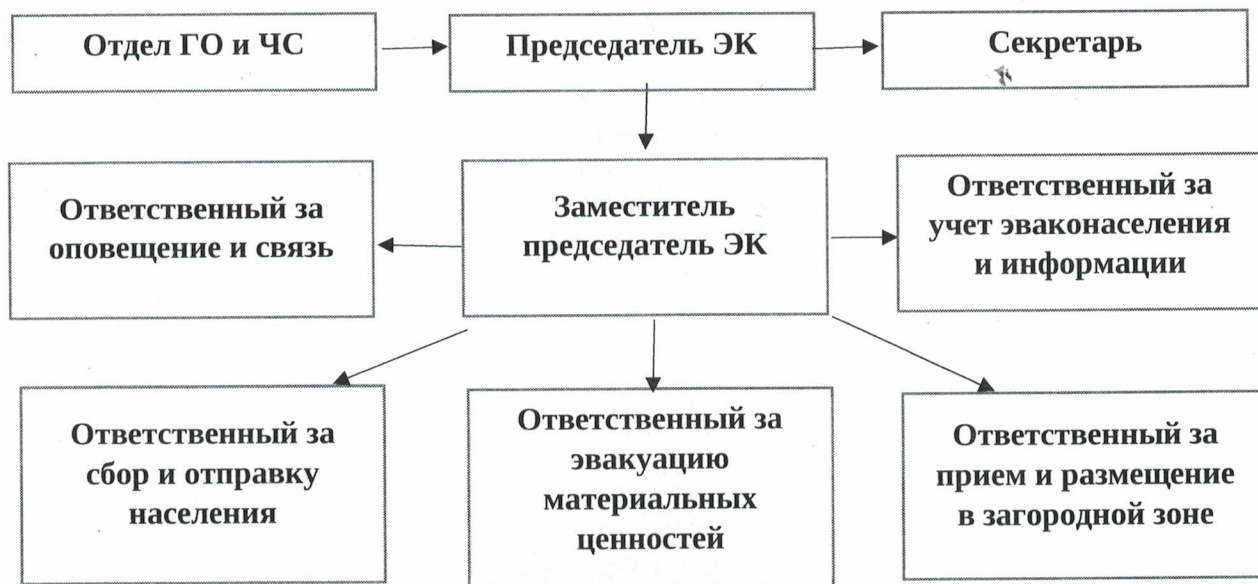 Отдел ГО и ЧС
Председатель ЭК
Секретарь
Ответственный за
оповещение и связь
Заместитель
председатель ЭК
Ответственный за
учет эваконаселения
и информации
Ответственный за
сбор и отправку
населения
Ответственный за
эвакуацию
материальных
ценностей
Ответственный за
прием и размещение
в загородной зоне